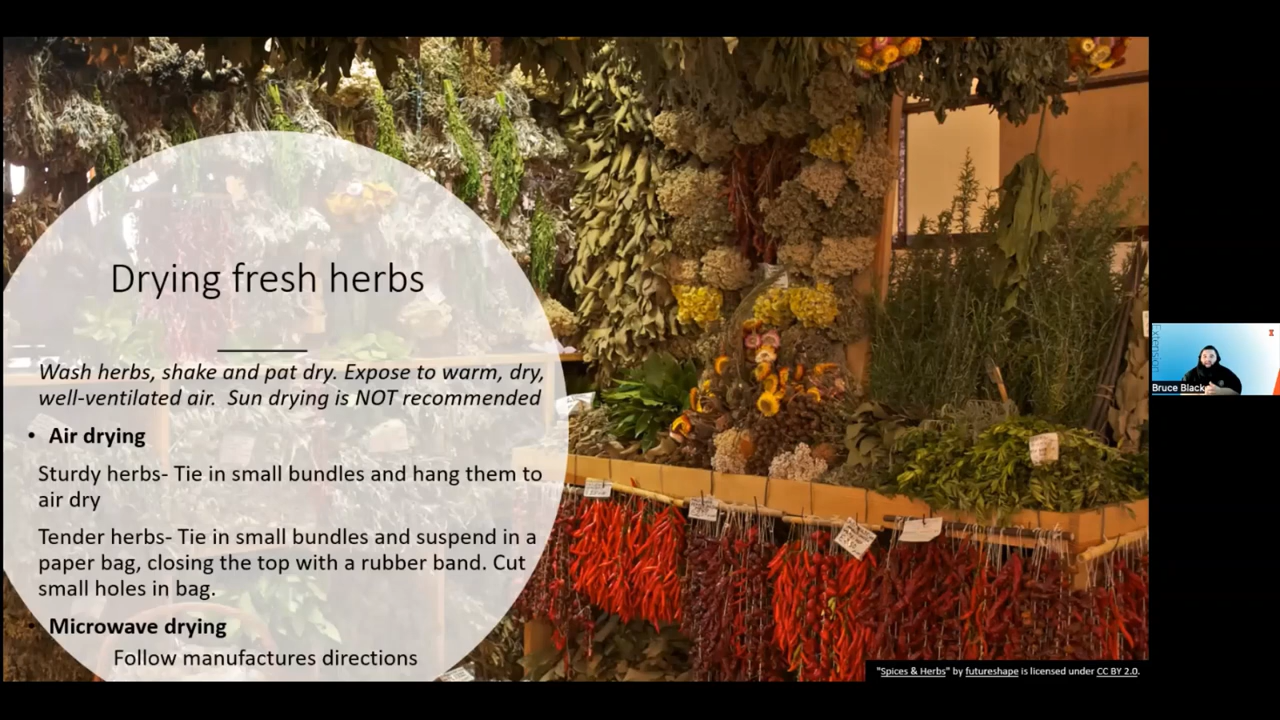 Drying fresh herbs
Wash herbs, shake and pat dry. Expose to warm, dry,
well-ventilated air.  Sun drying is NOT recommended
• Air drying
Sturdy herbs- Tie in small bundles and hang them to
air dry
Tender herbs- Tie in small bundles and suspend in a
paper bag, closing the top with a rubber band. Cut
small holes in bag.
• Microwave drying
Follow manufactures directions
"Spices & Herbs" by futureshape is licensed under CC BY 2.0.
Extension
Bruce Black